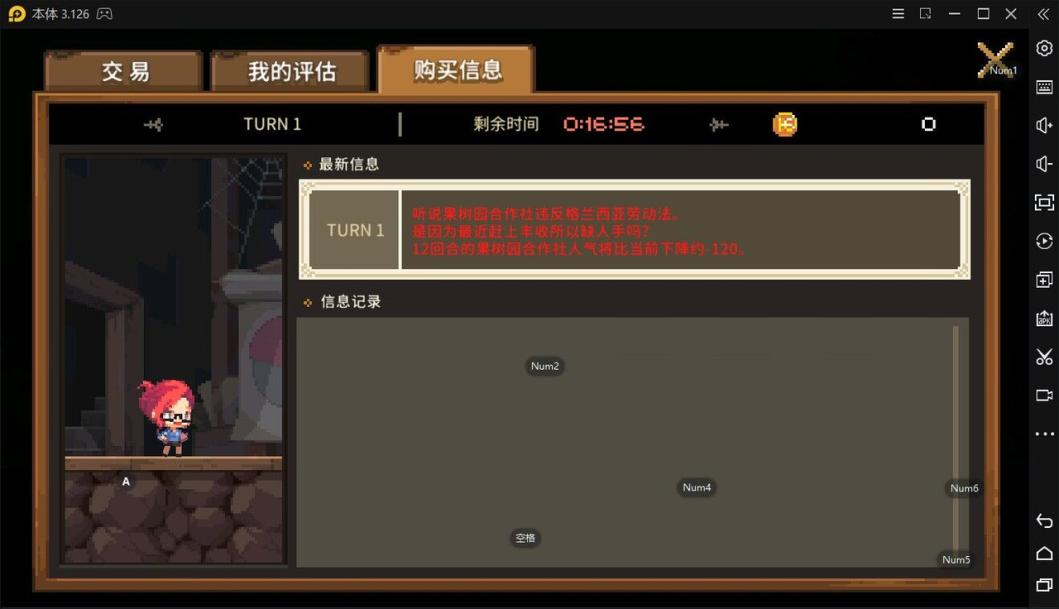 本体 3.126
Num1
交易
我的评估
购买信息
TURN 1
剩余时间
0:16:56
0
最新信息
TURN 1
听说果树园合作社违反格兰西亚劳动法。
是因为最近赶上丰收所以缺人手吗?
12回合的果树园合作社人气将比当前下降约-120。
信息记录
Num2
A
Num4
Num6
空格
Num5
APK